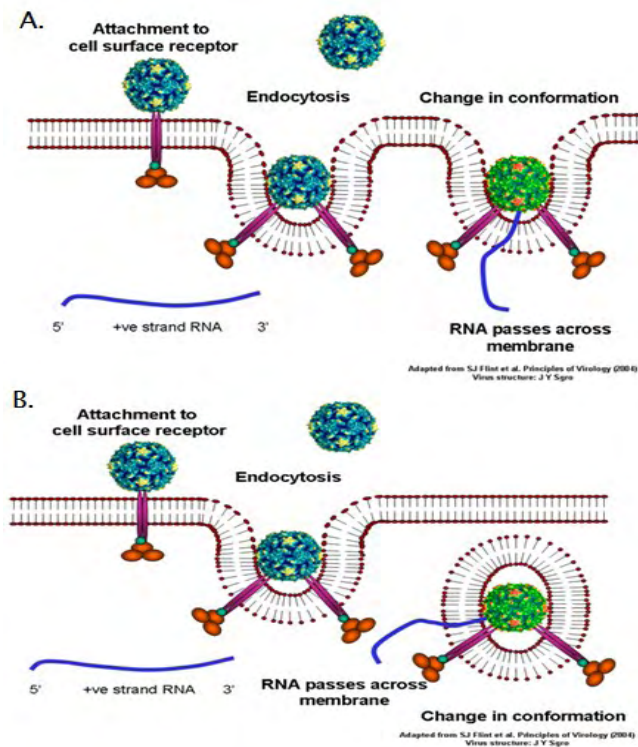 A.
Attachment to
cell surface receptor
Endocytosis
Change in conformation
5' +ve strand RNA 3'
RNA passes across
membrane
Adapted from SJ Flint et al. Principles of Virology (2004)
Virus structure: J Y Sgro
B.
Attachment to
cell surface receptor
Endocytosis
5' +ve strand RNA 3'
RNA passes across
membrane
Change in conformation
Adapted from SJ Flint et al. Principles of Virology (2004)
Virus structure: J Y Sgro